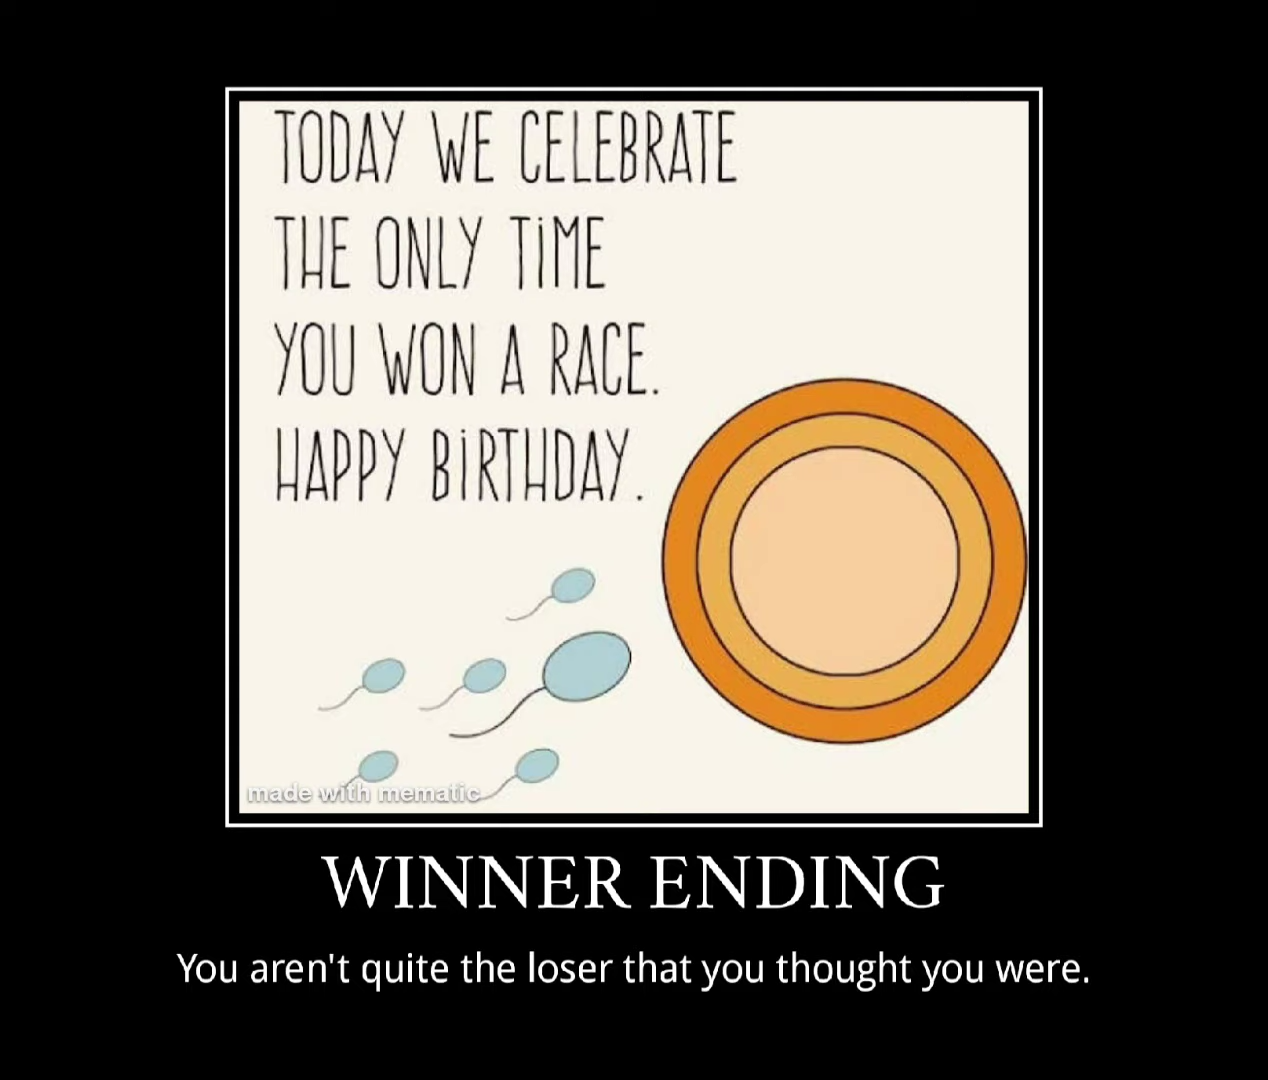 TODAY WE CELEBRATE
THE ONLY TiME
YOU WON A RACE.
HAPPY BiRTHDAY.
made with mematic
WINNER ENDING
You aren't quite the loser that you thought you were.